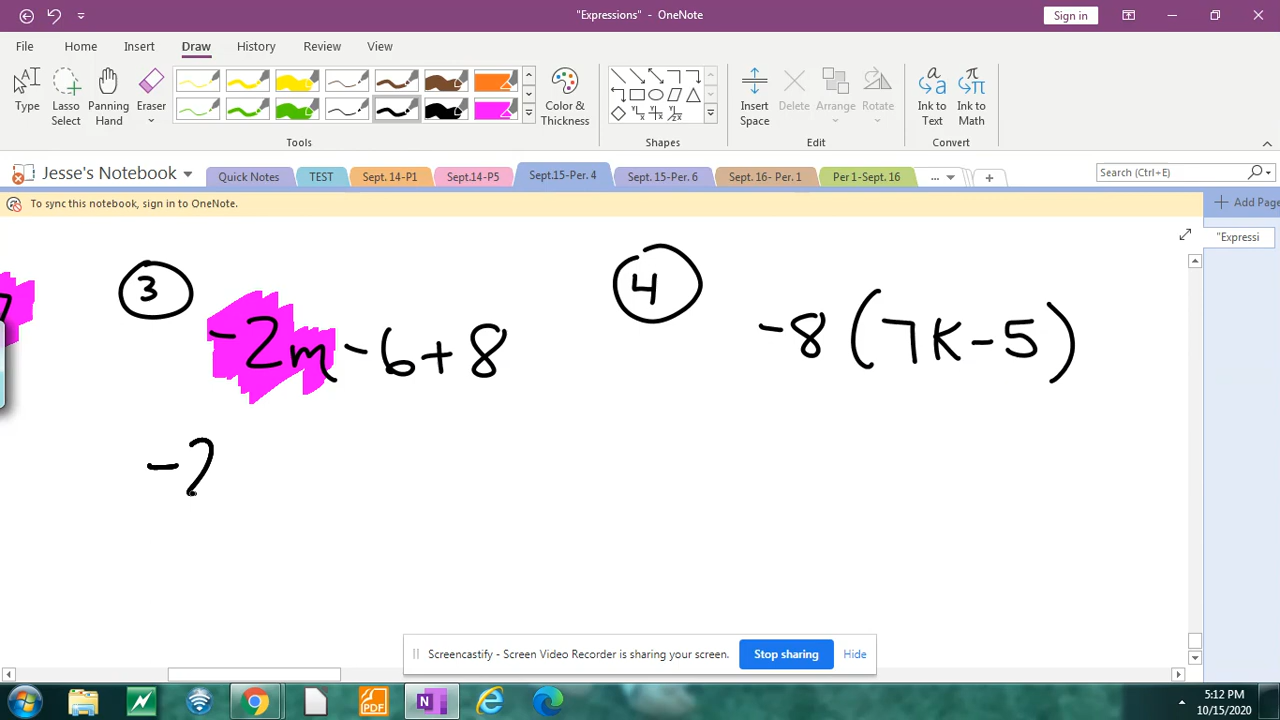 "Expressions" - OneNote
Sign in
File Home Insert Draw History Review View
Type
Lasso Select
Panning Hand
Eraser
Color & Thickness
Insert Space
Delete
Arrange
Rotate
Ink to Text
Ink to Math
Tools
Shapes
Edit
Convert
Jesse's Notebook
Quick Notes
TEST
Sept. 14-P1
Sept.14-P5
Sept.15-Per. 4
Sept. 15-Per. 6
Sept. 16- Per. 1
Per 1-Sept. 16
...
Search (Ctrl+E)
To sync this notebook, sign in to OneNote.
Add Page
"Expressi
3
-2m-6+8
-2
4
-8(7K-5)
Screencastify - Screen Video Recorder is sharing your screen.
Stop sharing
Hide
5:12 PM
10/15/2020